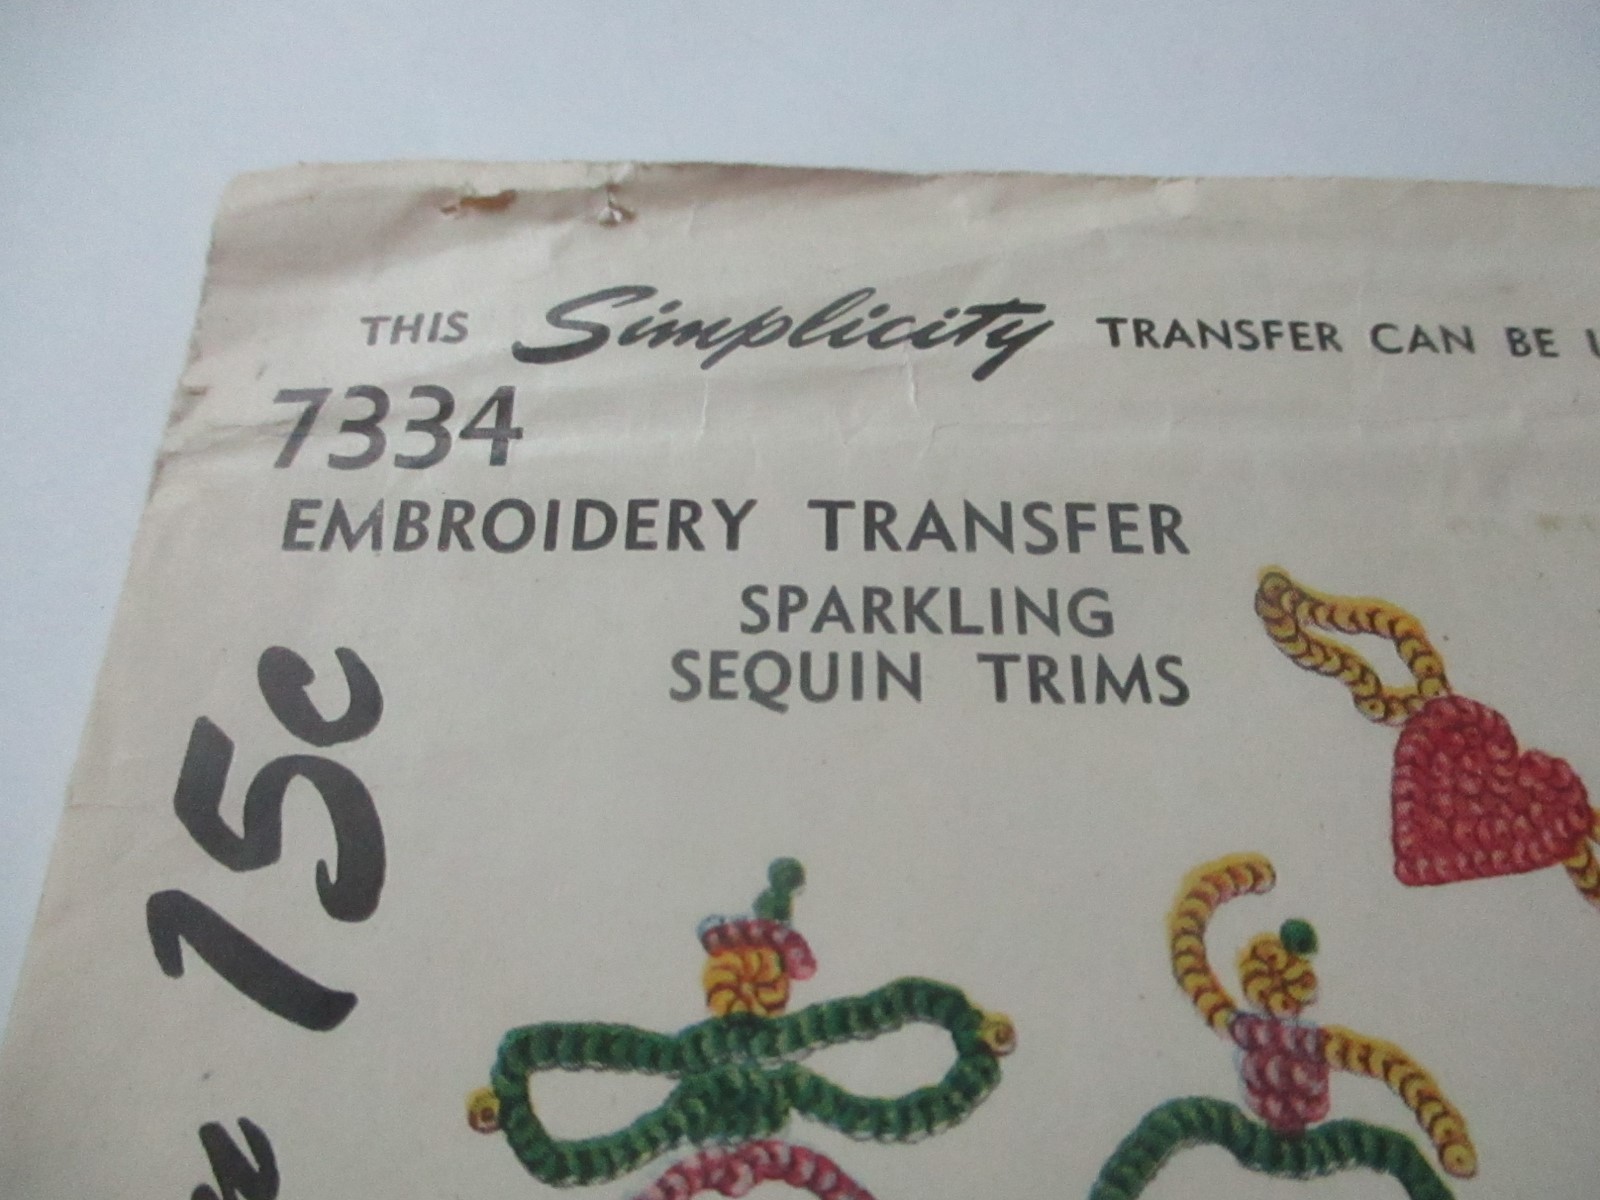 THIS Simplicity TRANSFER CAN BE
7334
EMBROIDERY TRANSFER
SPARKLING
SEQUIN TRIMS
15c